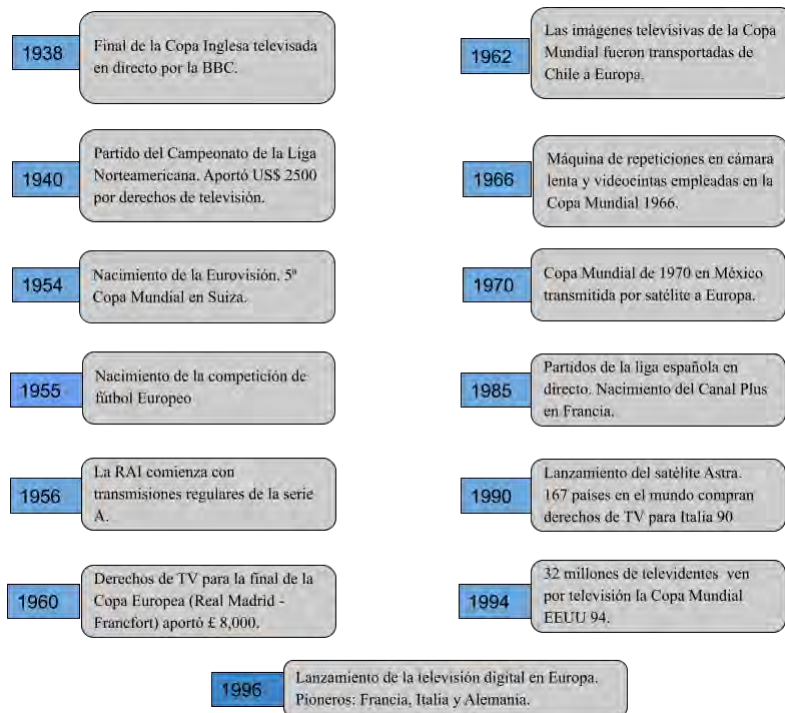 1938
Final de la Copa Inglesa televisada
en directo por la BBC.
1940
Partido del Campeonato de la Liga
Norteamericana. Aportó US$ 2500
por derechos de televisión.
1954
Nacimiento de la Eurovisión. 5ª
Copa Mundial en Suiza.
1955
Nacimiento de la competición de
fútbol Europeo
1956
La RAI comienza con
transmisiones regulares de la serie
A.
1960
Derechos de TV para la final de la
Copa Europea (Real Madrid -
Francfort) aportó £ 8,000.
1962
Las imágenes televisivas de la Copa
Mundial fueron transportadas de
Chile a Europa.
1966
Máquina de repeticiones en cámara
lenta y videocintas empleadas en la
Copa Mundial 1966.
1970
Copa Mundial de 1970 en México
transmitida por satélite a Europa.
1985
Partidos de la liga española en
directo. Nacimiento del Canal Plus
en Francia.
1990
Lanzamiento del satélite Astra.
167 países en el mundo compran
derechos de TV para Italia 90
1994
32 millones de televidentes ven
por televisión la Copa Mundial
EEUU 94.
1996
Lanzamiento de la televisión digital en Europa.
Pioneros: Francia, Italia y Alemania.